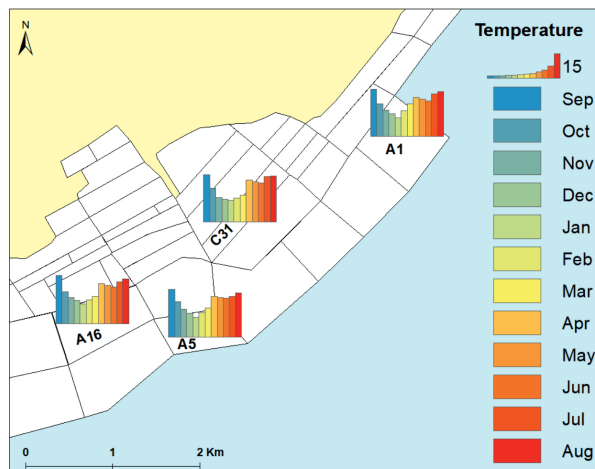 N
Temperature
15
Sep
Oct
Nov
Dec
Jan
Feb
Mar
Apr
May
Jun
Jul
Aug
A1
C31
A16
A5
0 1 2 Km